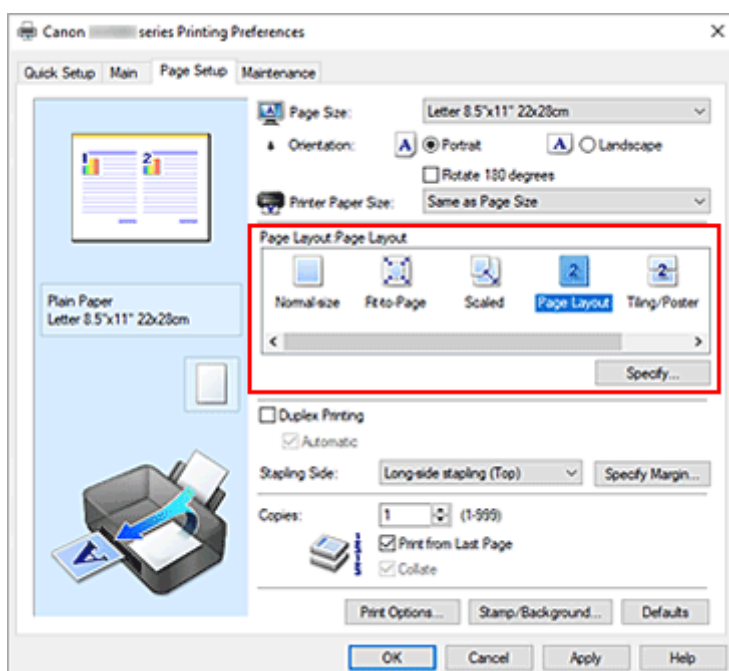 Canon series Printing Preferences
Quick Setup Main Page Setup Maintenance
Page Size: Letter 8.5"x11" 22x28cm
Orientation: A Portrait A Landscape
Rotate 180 degrees
Printer Paper Size: Same as Page Size
1 2
Page Layout:Page Layout
2 2
Normal-size Fit-to-Page Scaled Page Layout Tiling/Poster
Specify...
Plain Paper
Letter 8.5"x11" 22x28cm
Duplex Printing
Automatic
Stapling Side: Long-side stapling (Top) Specify Margin...
Copies: 1 (1-999)
Print from Last Page
Collate
A
Print Options... Stamp/Background... Defaults
OK Cancel Apply Help